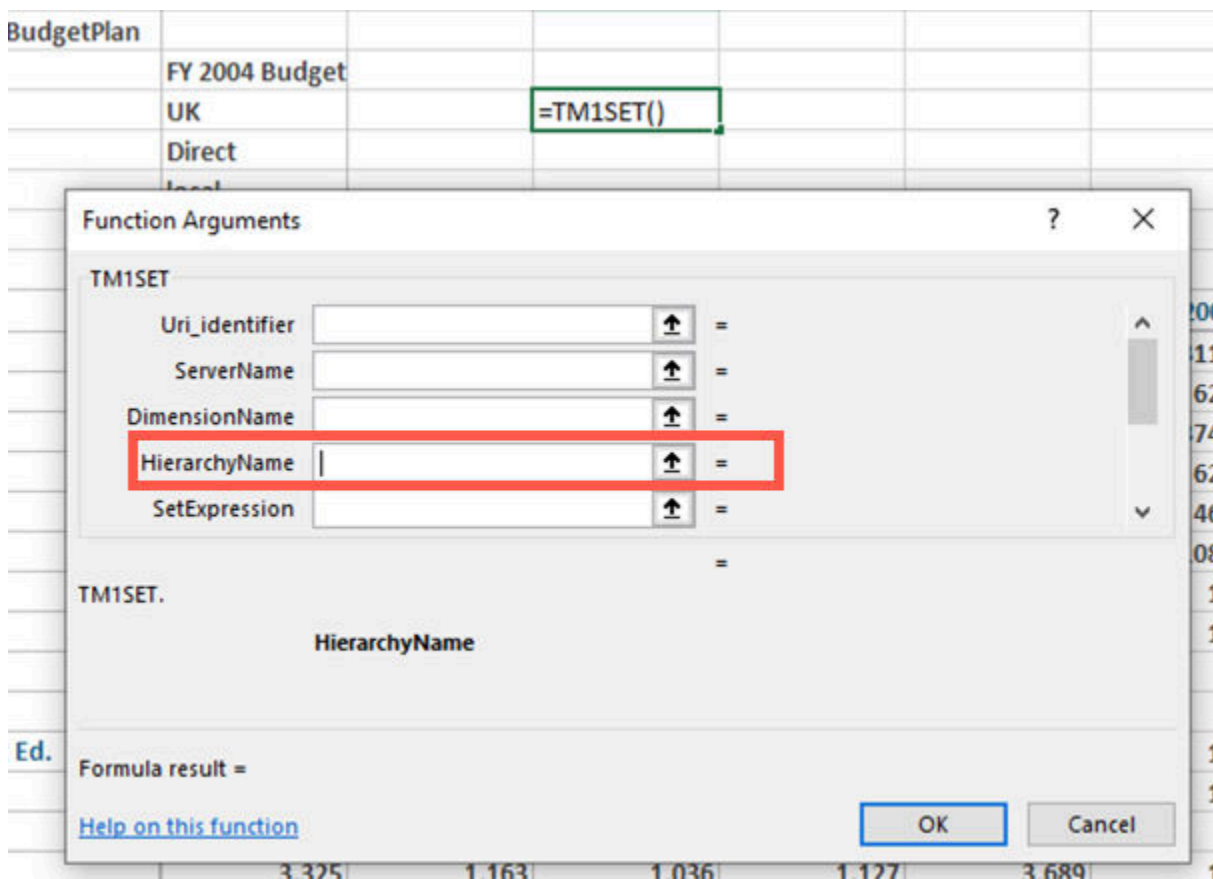 BudgetPlan
FY 2004 Budget
UK =TM1SET()
Direct
local
Function Arguments ? ×
TM1SET
Uri_identifier =
ServerName =
DimensionName =
HierarchyName =
SetExpression =
=
TM1SET.
HierarchyName
Ed.
Formula result =
Help on this function OK Cancel
3.325 1.163 1.036 1.127 3.689